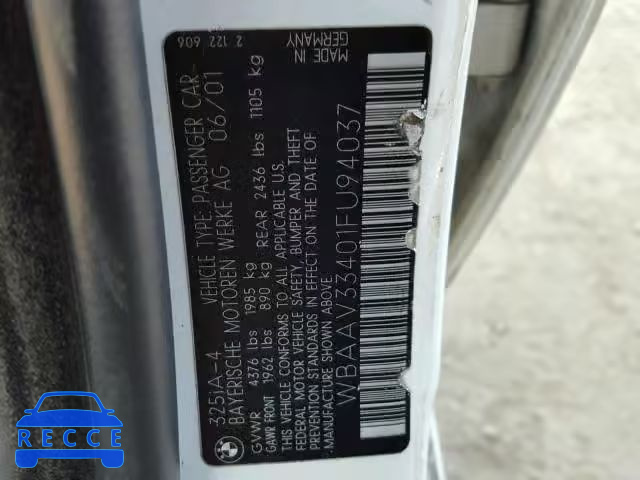 325IA-4 VEHICLE TYPE: PASSENGER CAR 2 122 606
BAYERISCHE MOTOREN WERKE AG 06/01
GVWR 4376 lbs 1985 kg
GAWR FRONT 1962 lbs 890 kg REAR 2436 lbs 1105 kg
THIS VEHICLE CONFORMS TO ALL APPLICABLE U.S.
FEDERAL MOTOR VEHICLE SAFETY, BUMPER AND THEFT
PREVENTION STANDARDS IN EFFECT ON THE DATE OF
MANUFACTURE SHOWN ABOVE.
MADE IN
GERMANY
WBAAV33401FU94037
RECCE